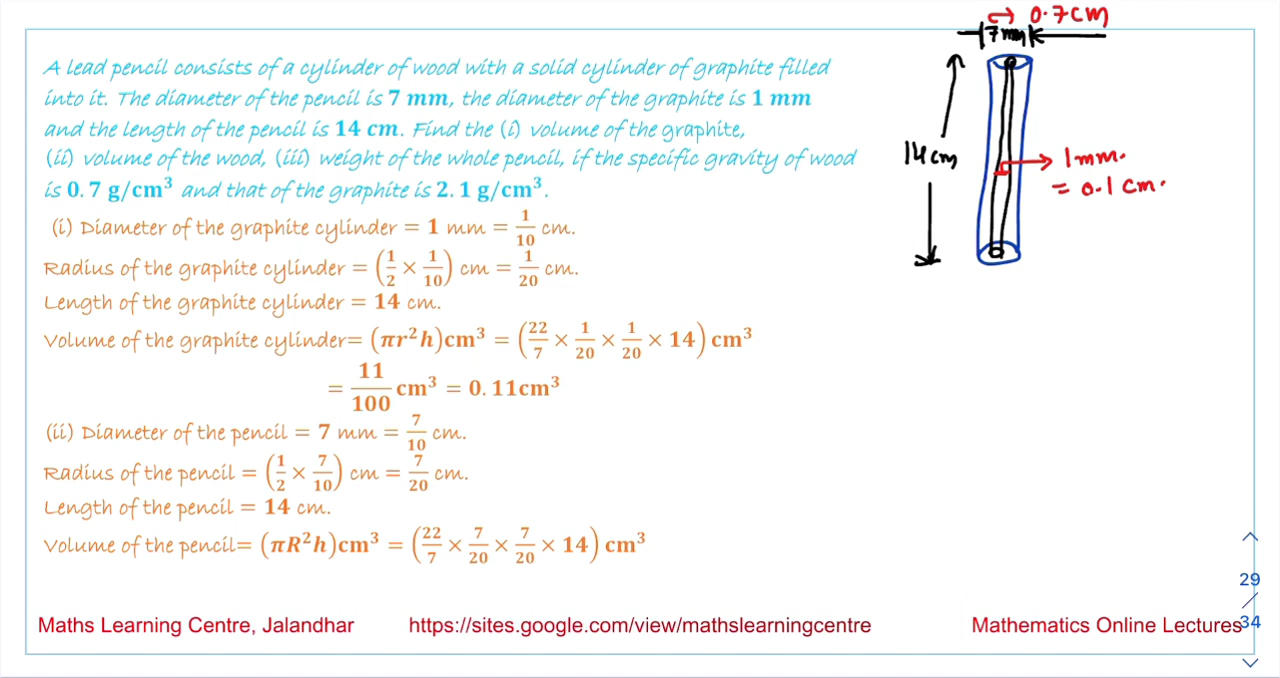 A lead pencil consists of a cylinder of wood with a solid cylinder of graphite filled
into it. The diameter of the pencil is 7 mm, the diameter of the graphite is 1 mm
and the length of the pencil is 14 cm. Find the (i) volume of the graphite,
(ii) volume of the wood, (iii) weight of the whole pencil, if the specific gravity of wood
is 0.7 g/cm³ and that of the graphite is 2.1 g/cm³.
(i) Diameter of the graphite cylinder = 1 mm = 1/10 cm.
Radius of the graphite cylinder = (1/2 × 1/10) cm = 1/20 cm.
Length of the graphite cylinder = 14 cm.
Volume of the graphite cylinder= (πr²h)cm³ = (22/7 × 1/20 × 1/20 × 14) cm³
= 11/100 cm³ = 0.11cm³
(ii) Diameter of the pencil = 7 mm = 7/10 cm.
Radius of the pencil = (1/2 × 7/10) cm = 7/20 cm.
Length of the pencil = 14 cm.
Volume of the pencil= (πR²h)cm³ = (22/7 × 7/20 × 7/20 × 14) cm³
0.7cm
7mm
14cm
1mm.
= 0.1 cm.
29
/
34
Maths Learning Centre, Jalandhar https://sites.google.com/view/mathslearningcentre Mathematics Online Lectures